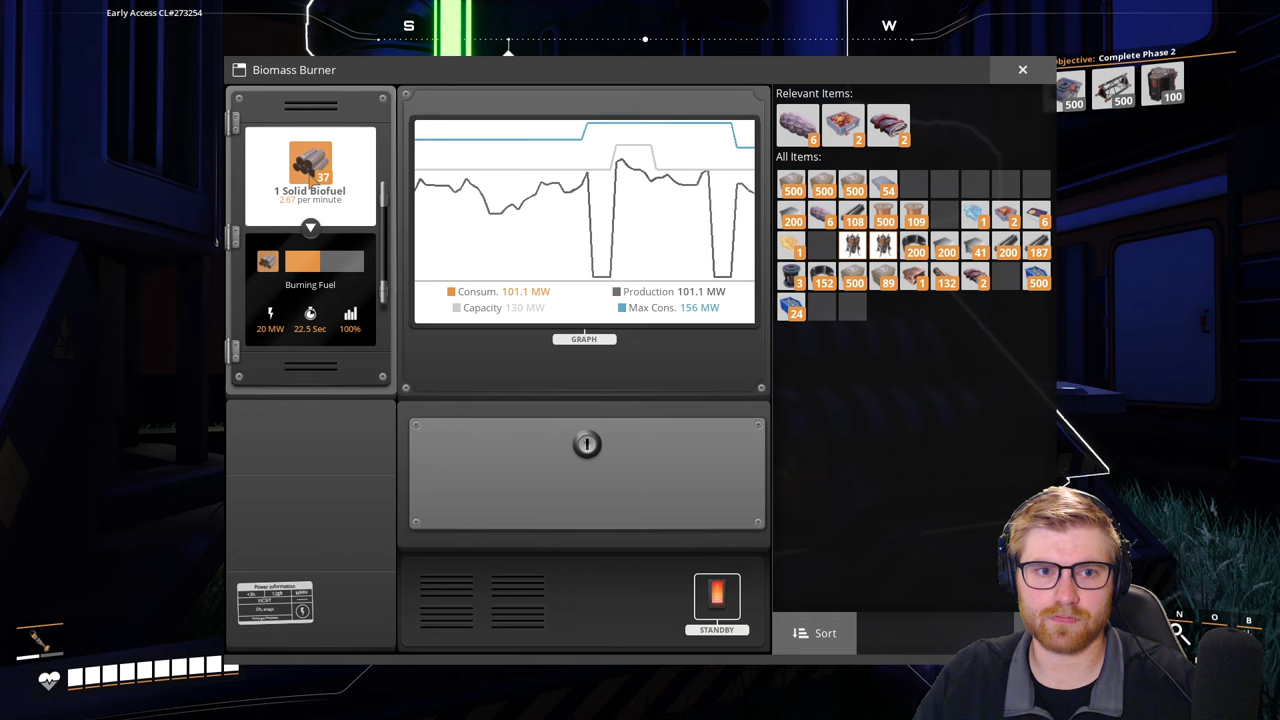 Early Access CL#273254
S
W
Biomass Burner
Objective: Complete Phase 2
500
500
100
37
1 Solid Biofuel
2.67 per minute
Burning Fuel
20 MW
22.5 Sec
100%
Consum. 101.1 MW
Production 101.1 MW
Capacity 130 MW
Max Cons. 156 MW
GRAPH
Power information
STANDBY
Relevant Items:
6
2
2
All Items:
500 500 500 54
200 6 108 500 109 1 2 6
1 200 200 41 200 187
3 152 500 89 1 132 2 500
24
Sort
N O B